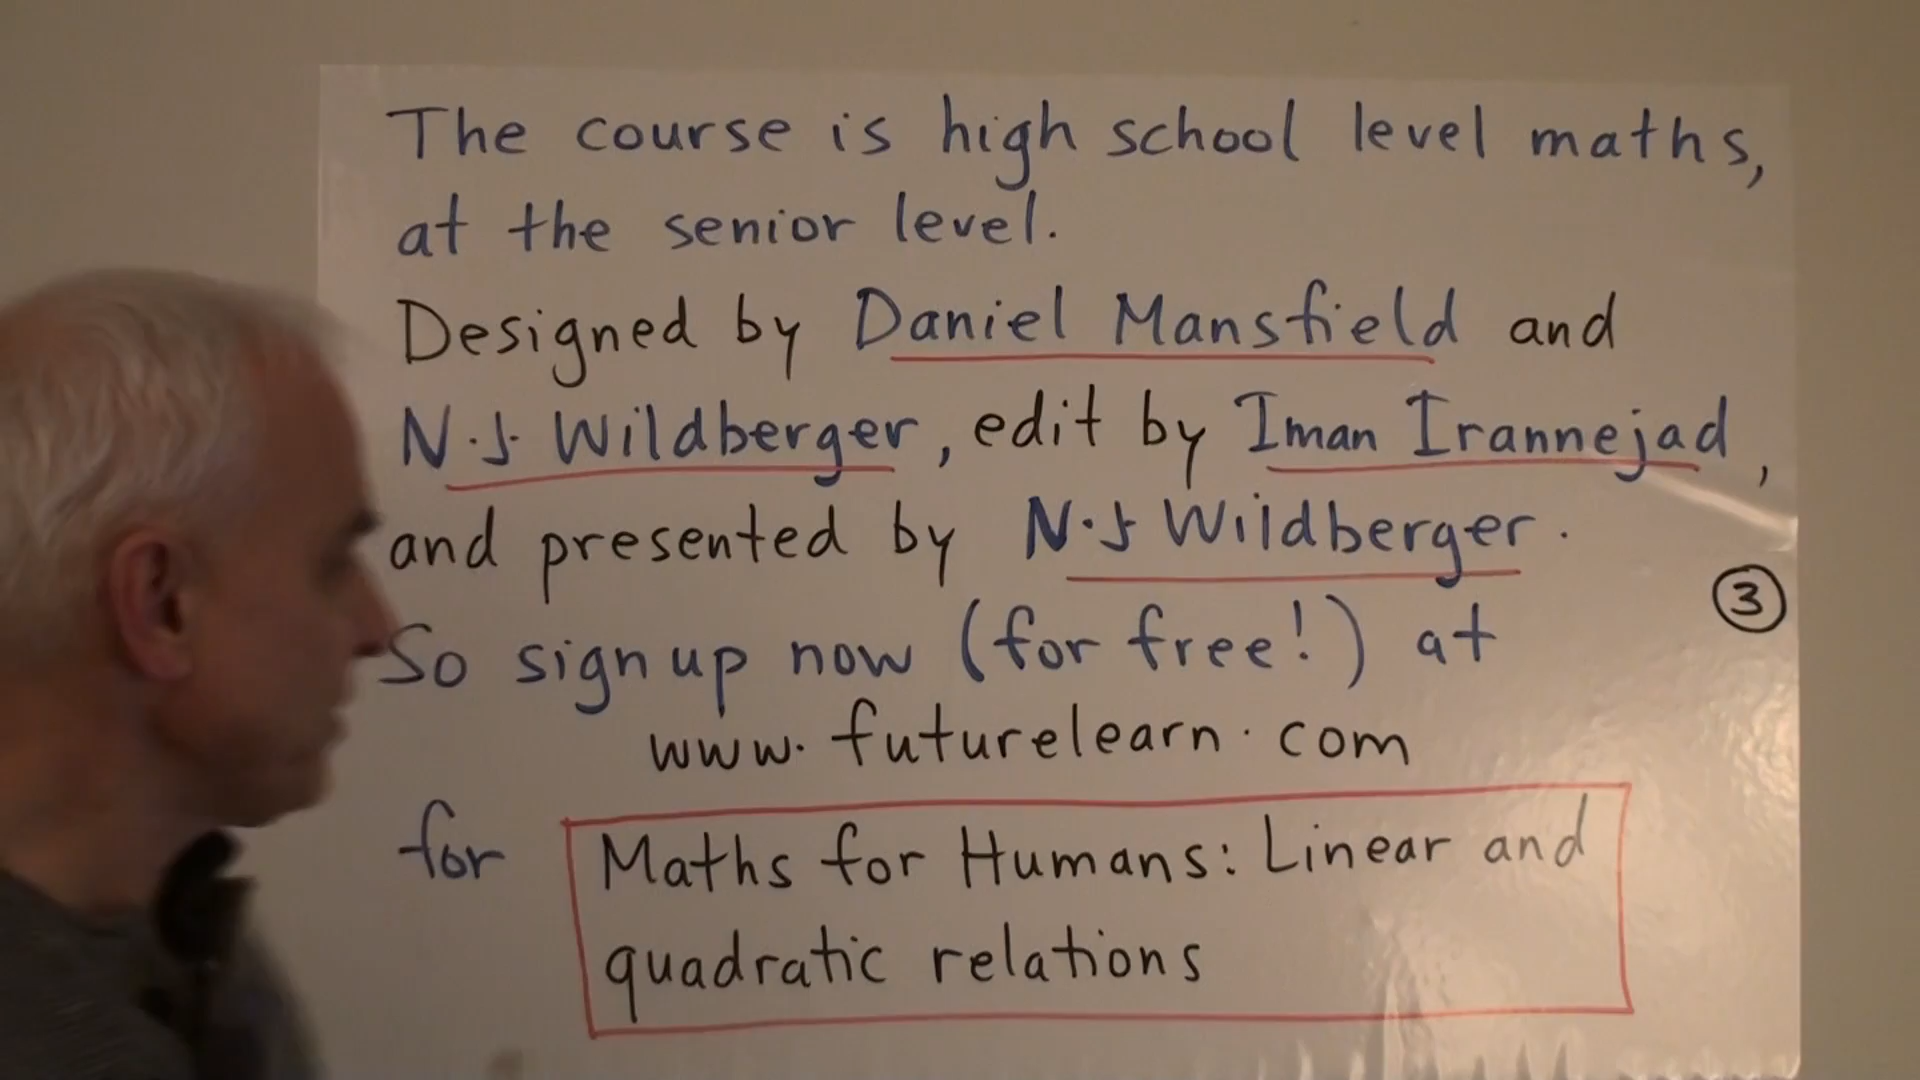 The course is high school level maths,
at the senior level.
Designed by Daniel Mansfield and
N.J. Wildberger, edit by Iman Irannejad,
and presented by N.J Wildberger.
So sign up now (for free!) at
www.futurelearn.com
for Maths for Humans: Linear and
quadratic relations
3